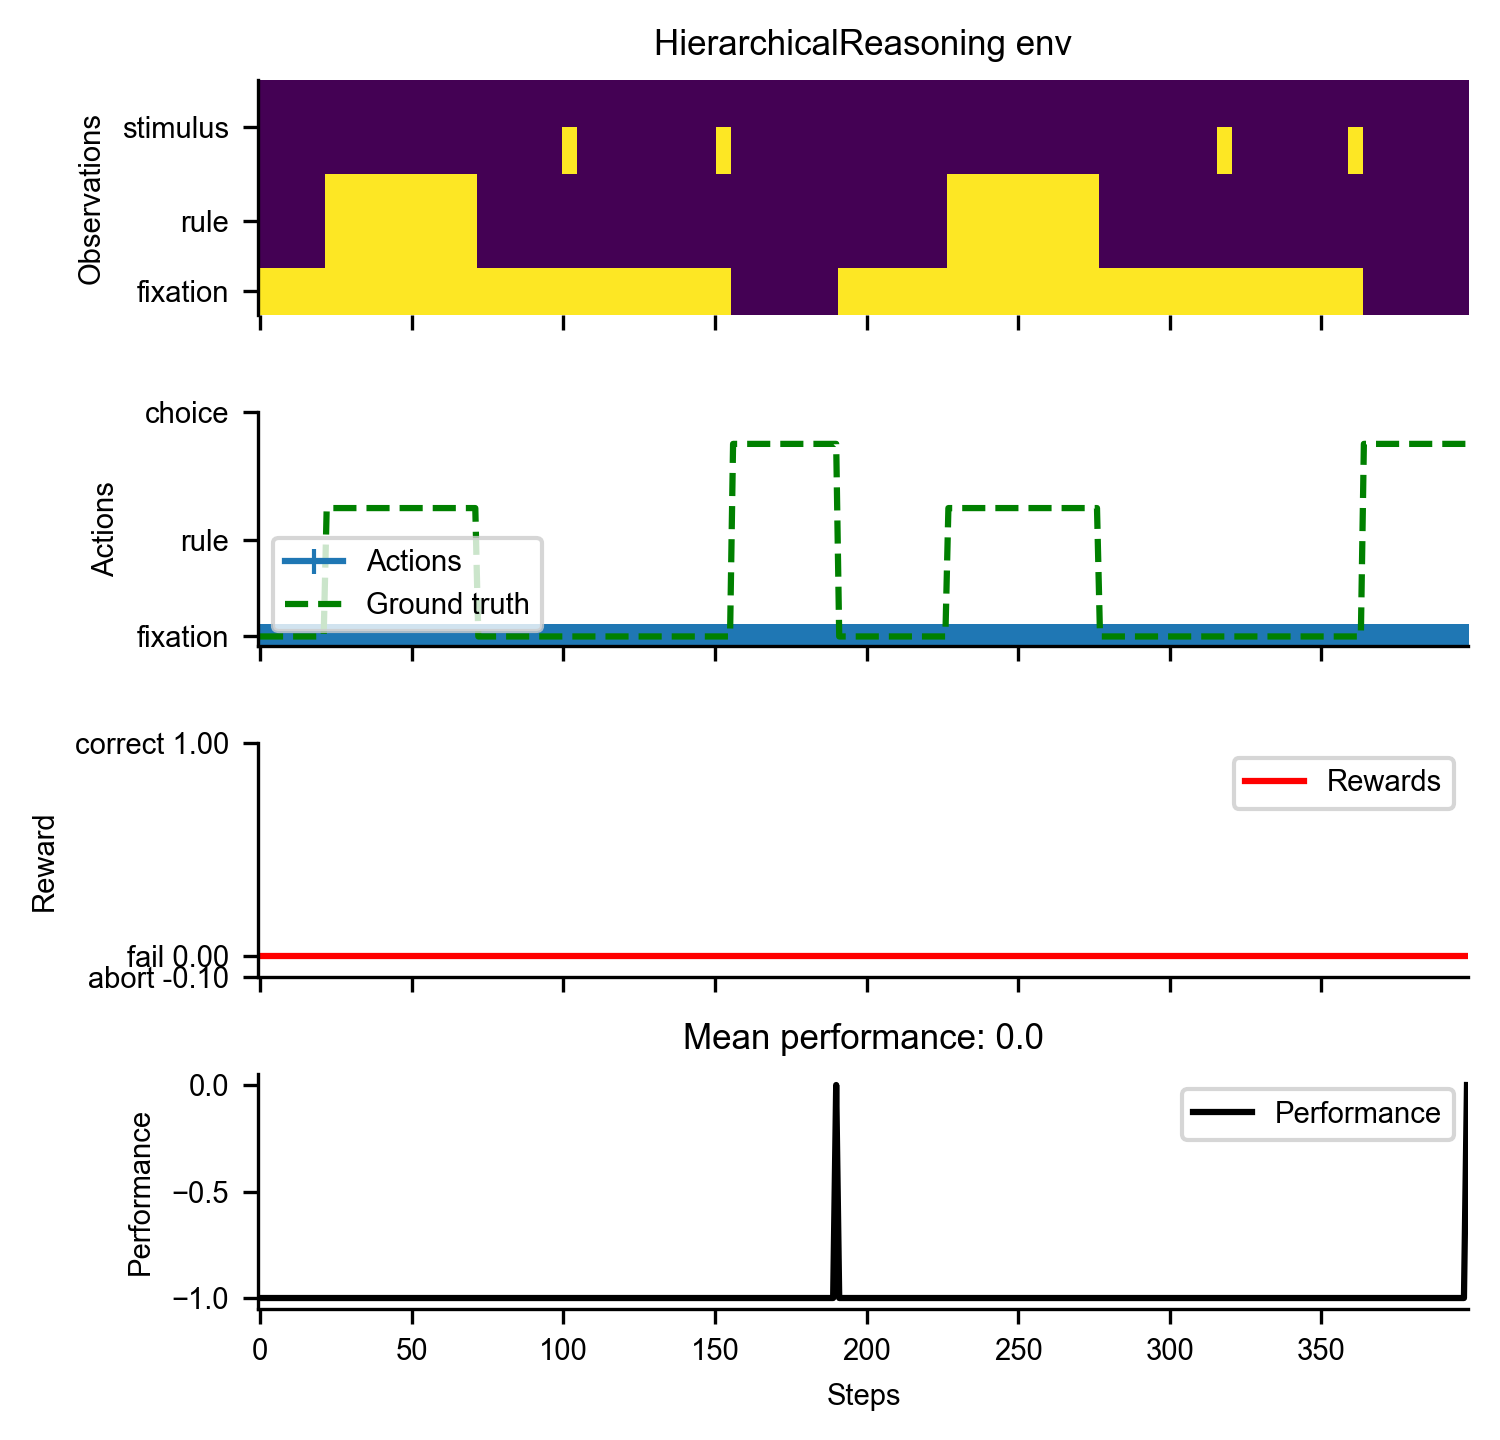 HierarchicalReasoning env
Observations
stimulus
rule
fixation
Actions
choice
rule
fixation
Actions
Ground truth
Reward
correct 1.00
fail 0.00
abort -0.10
Rewards
Mean performance: 0.0
Performance
0.0
−0.5
−1.0
Performance
0 50 100 150 200 250 300 350
Steps